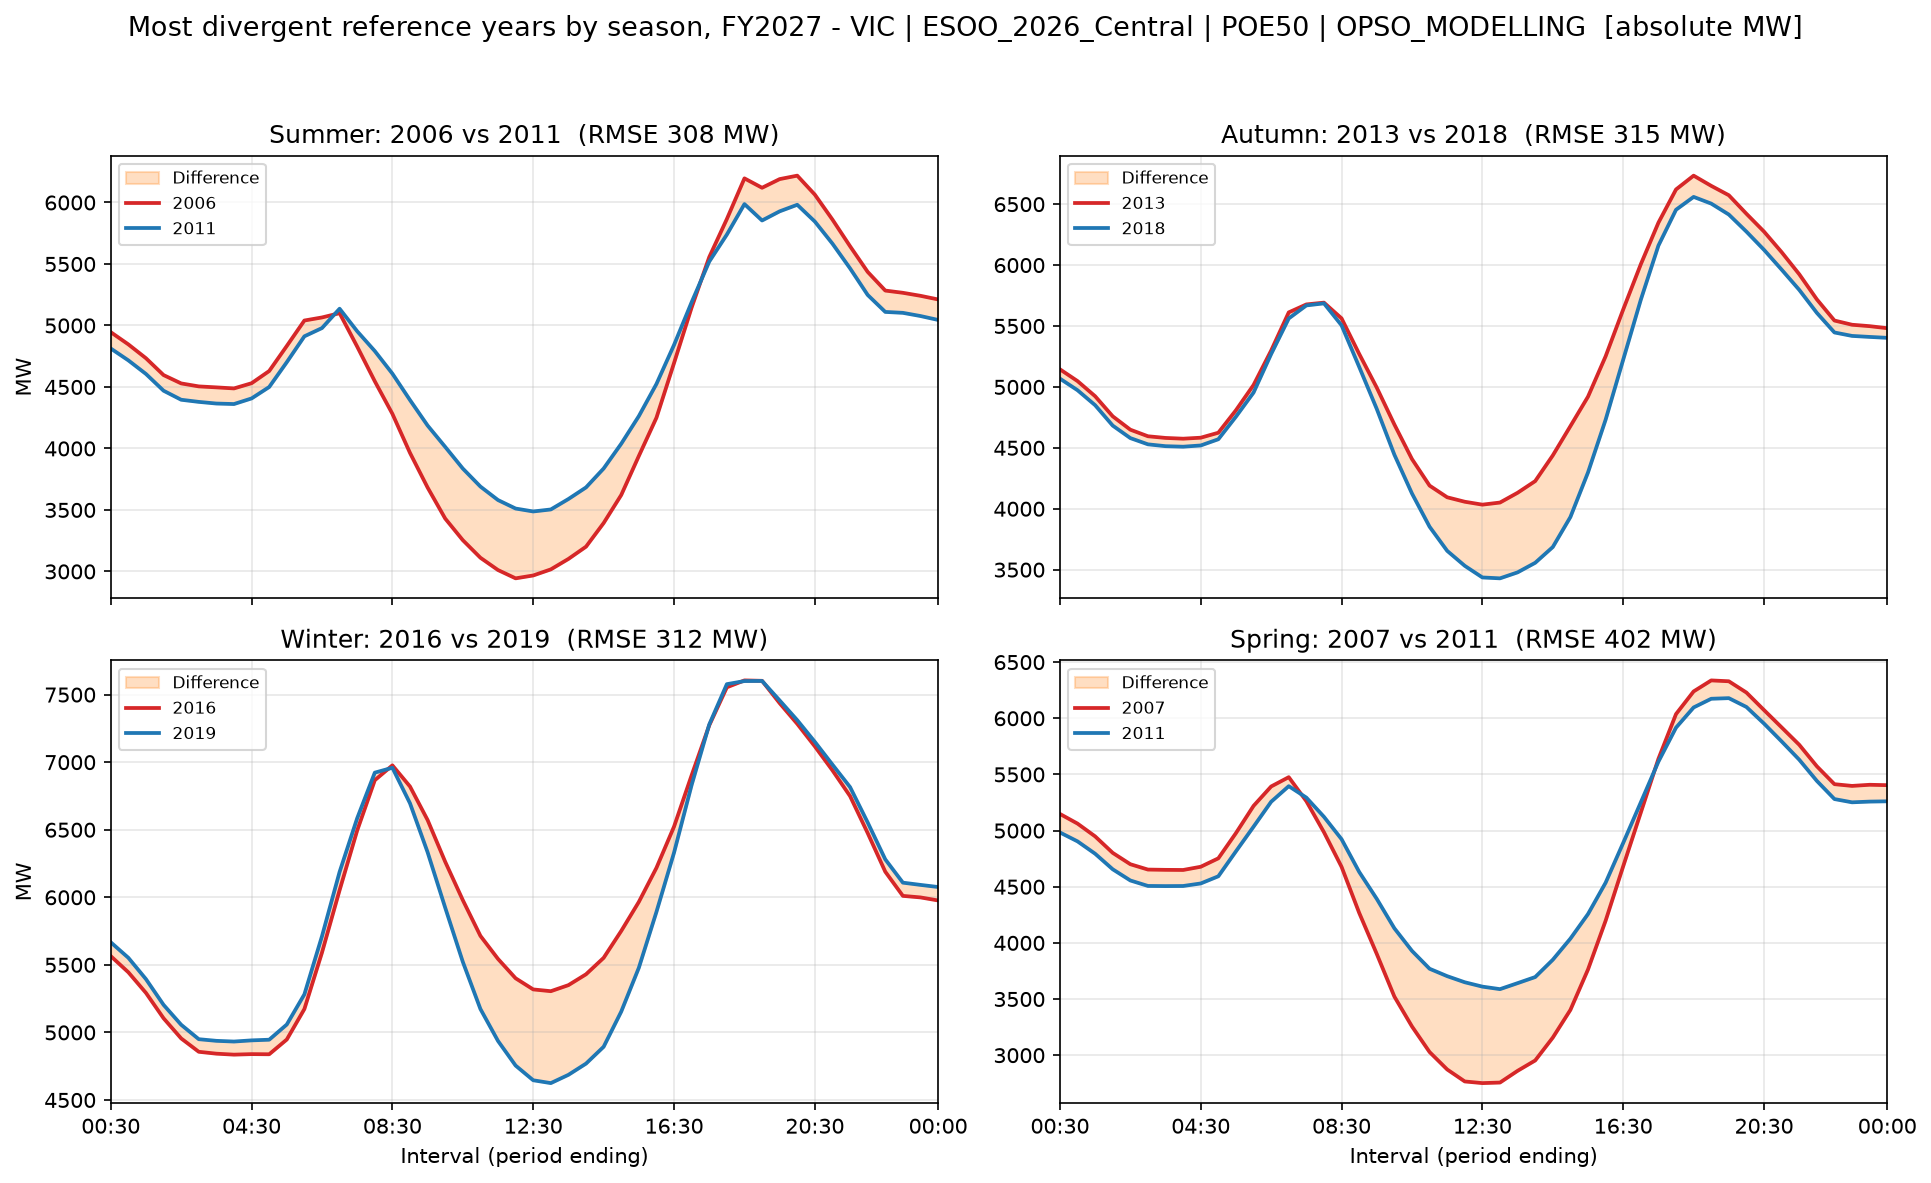 Most divergent reference years by season, FY2027 - VIC | ESOO_2026_Central | POE50 | OPSO_MODELLING  [absolute MW]
Summer: 2006 vs 2011  (RMSE 308 MW)
Difference
2006
2011
6000
5500
5000
4500
4000
3500
3000
MW
Autumn: 2013 vs 2018  (RMSE 315 MW)
Difference
2013
2018
6500
6000
5500
5000
4500
4000
3500
Winter: 2016 vs 2019  (RMSE 312 MW)
Difference
2016
2019
7500
7000
6500
6000
5500
5000
4500
MW
00:30 04:30 08:30 12:30 16:30 20:30 00:00
Interval (period ending)
Spring: 2007 vs 2011  (RMSE 402 MW)
Difference
2007
2011
6500
6000
5500
5000
4500
4000
3500
3000
00:30 04:30 08:30 12:30 16:30 20:30 00:00
Interval (period ending)